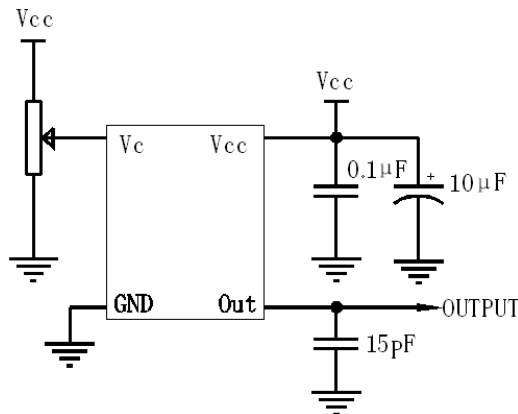 Vcc
Vcc
Vc
Vcc
0.1μF
+
10μF
GND
Out
OUTPUT
15pF